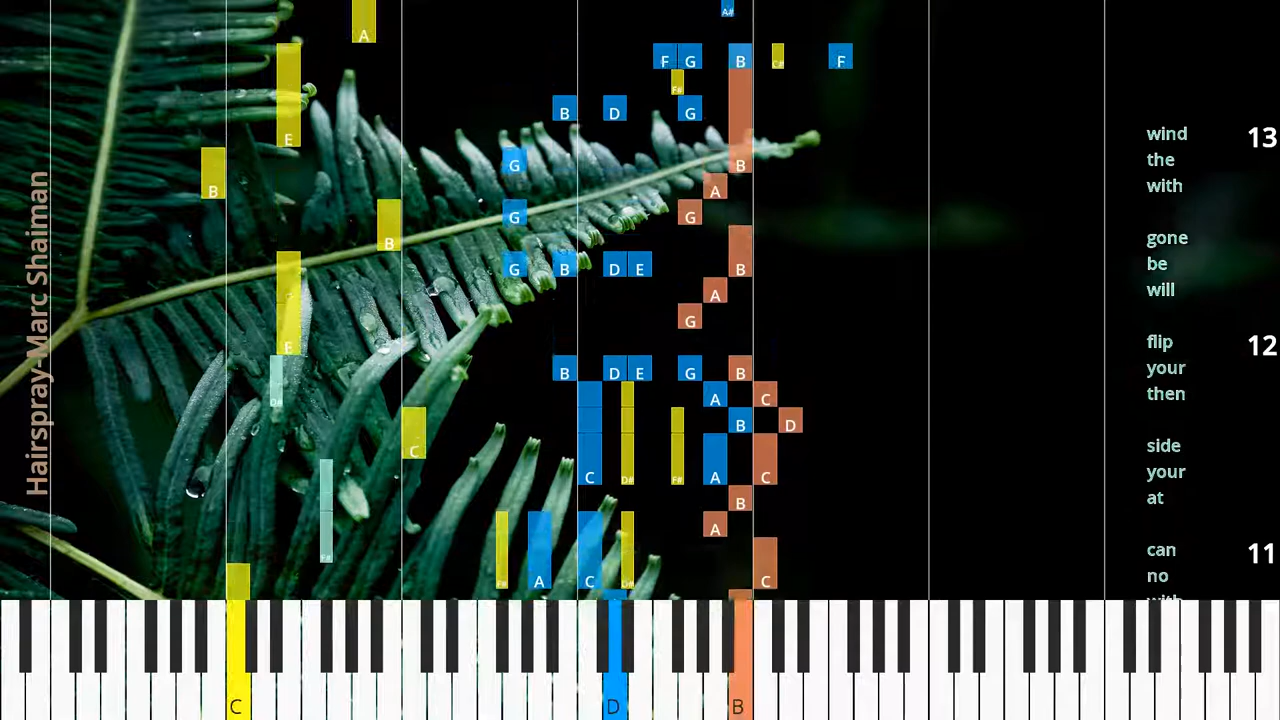 Hairspray-Marc Shaiman
A
A#
F G B C# F
E
F#
B D G
B
G
B
A
B
G
G
G B D E
B
A
G
E
B D E G B
D#
A C
B D
C
C D# F# A C
B
A
F#
F# A C D# C
C D B
wind 13
the
with
gone
be
will
flip 12
your
then
side
your
at
can 11
no
with